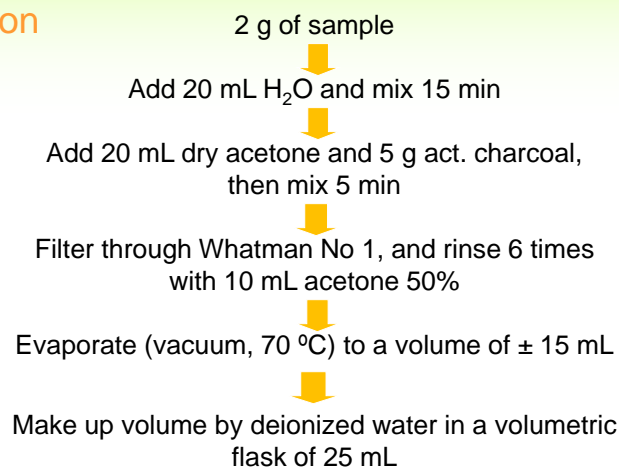 on
2 g of sample
Add 20 mL H₂O and mix 15 min
Add 20 mL dry acetone and 5 g act. charcoal,
then mix 5 min
Filter through Whatman No 1, and rinse 6 times
with 10 mL acetone 50%
Evaporate (vacuum, 70 ⁰C) to a volume of ± 15 mL
Make up volume by deionized water in a volumetric
flask of 25 mL